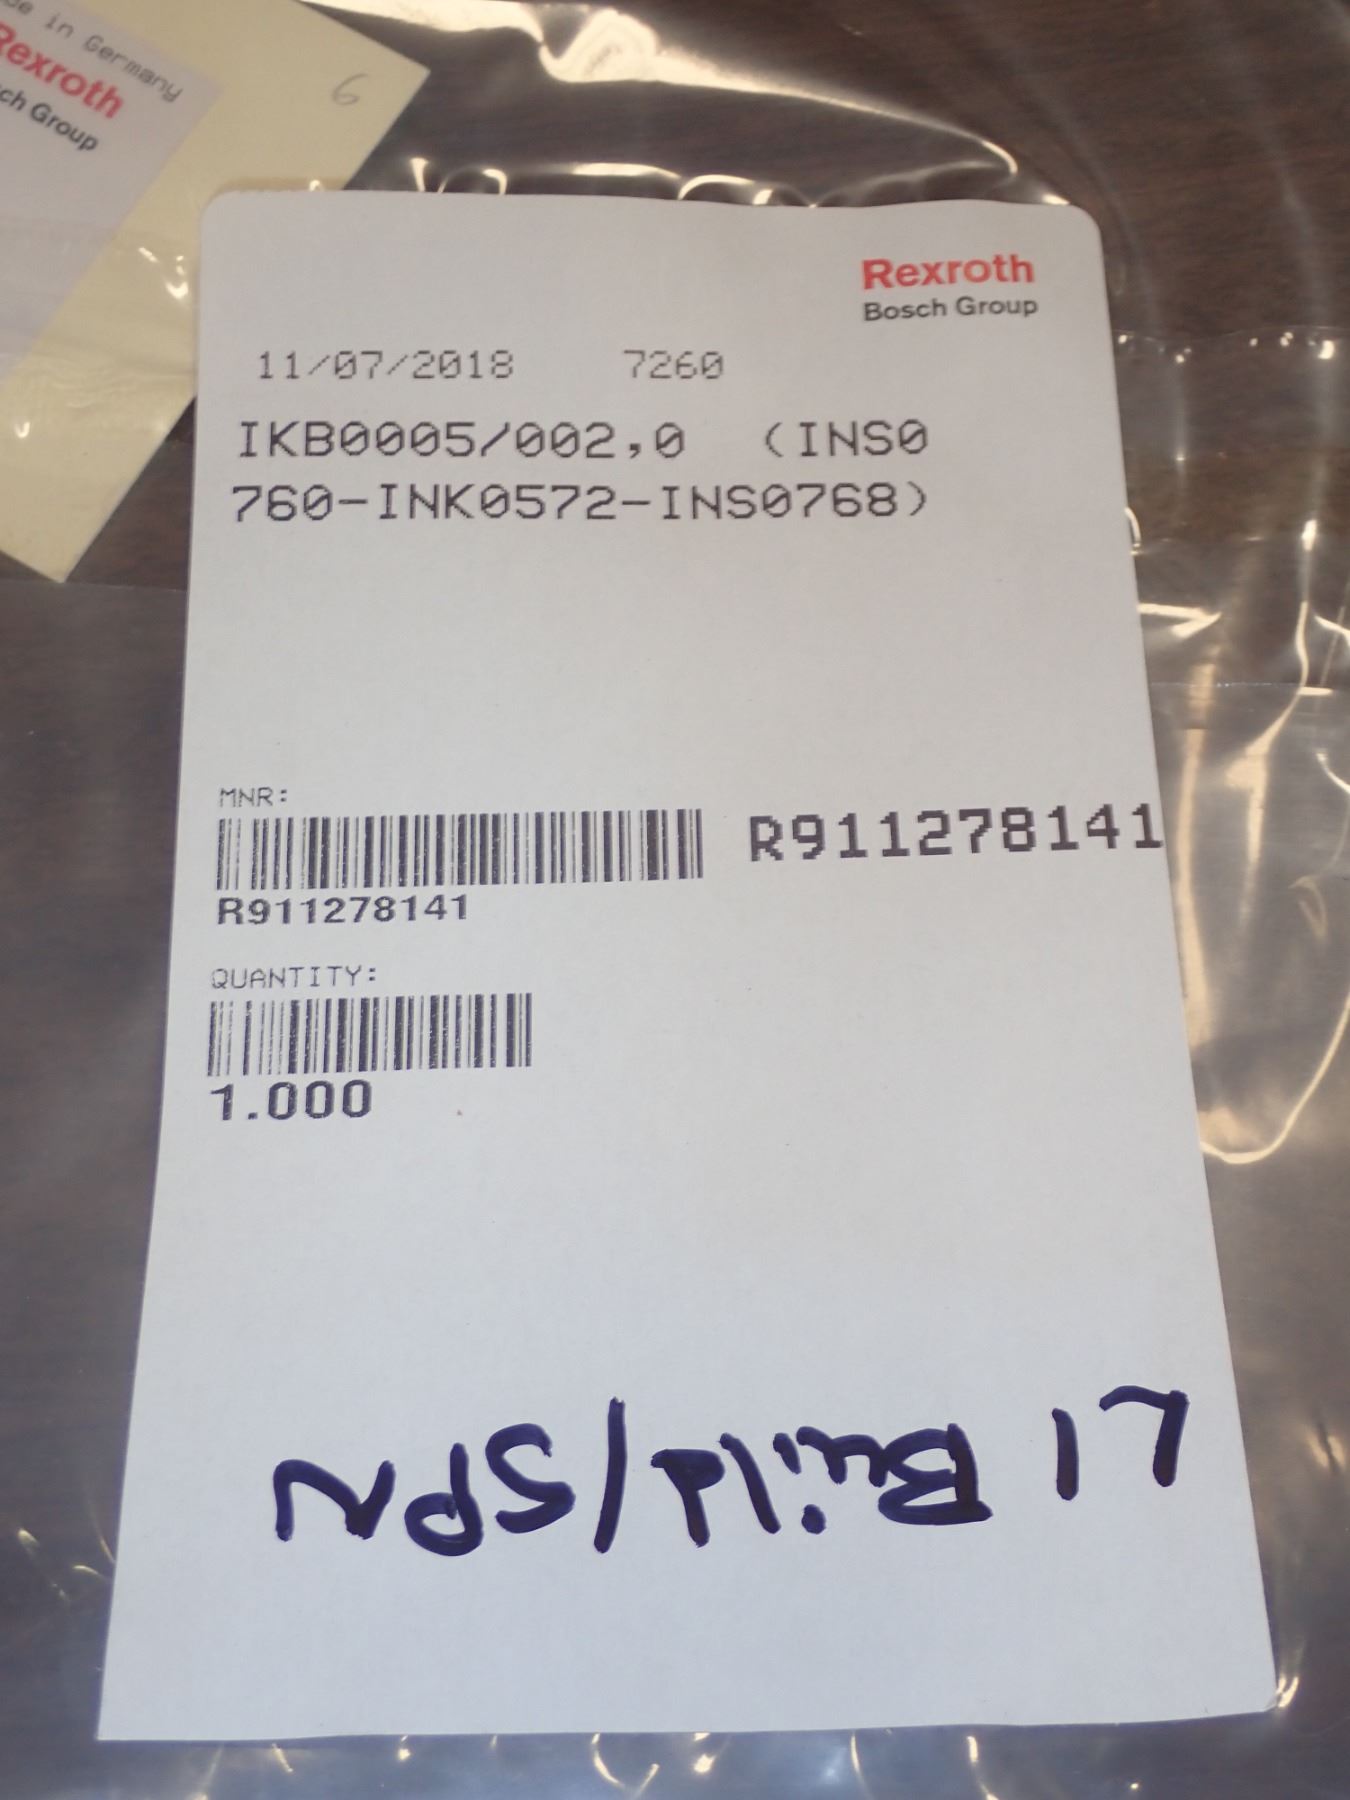 de in Germany
Rexroth
ch Group
6
Rexroth
Bosch Group
11/07/2018 7260
IKB0005/002,0 (INS0
760-INK0572-INS0768)
MNR:
R911278141
R911278141
QUANTITY:
1.000
L1 Build/SPN